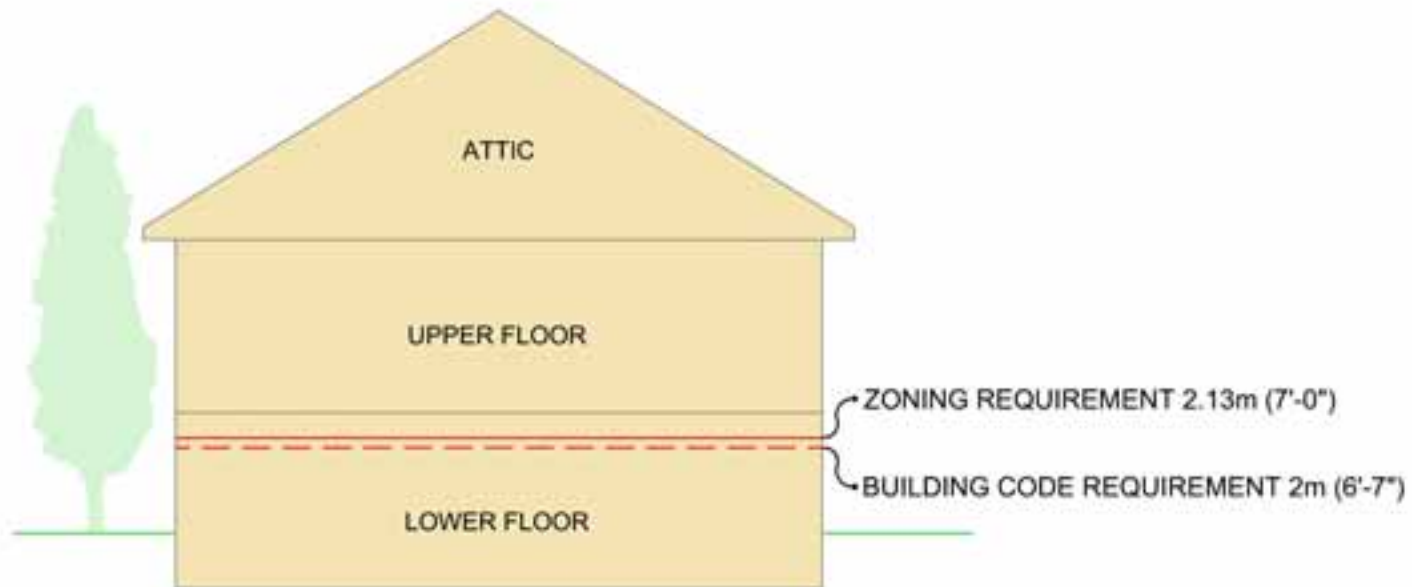 ATTIC
UPPER FLOOR
ZONING REQUIREMENT 2.13m (7'-0")
BUILDING CODE REQUIREMENT 2m (6'-7")
LOWER FLOOR